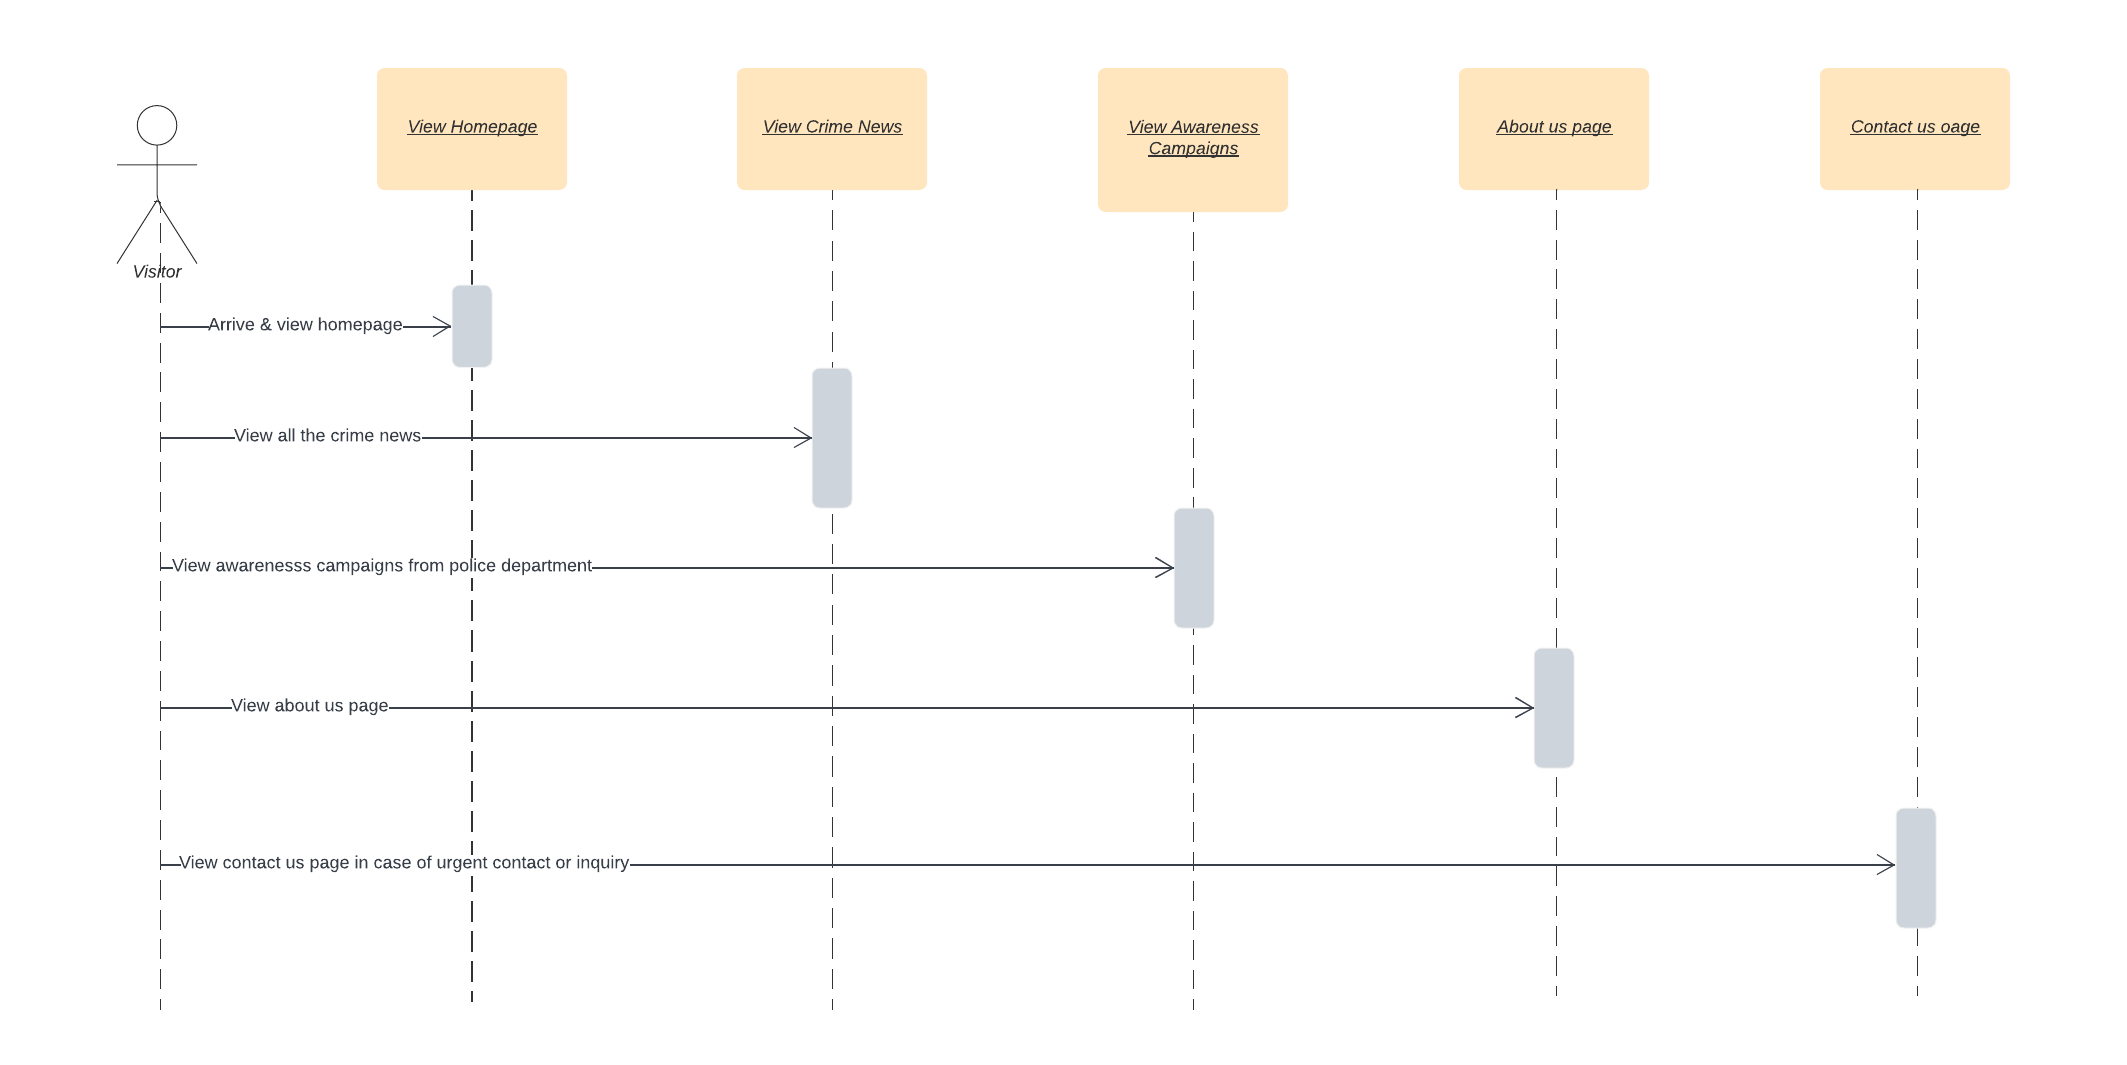 View Homepage
View Crime News
View Awareness
Campaigns
About us page
Contact us oage
Visitor
Arrive & view homepage
View all the crime news
View awarenesss campaigns from police department
View about us page
View contact us page in case of urgent contact or inquiry